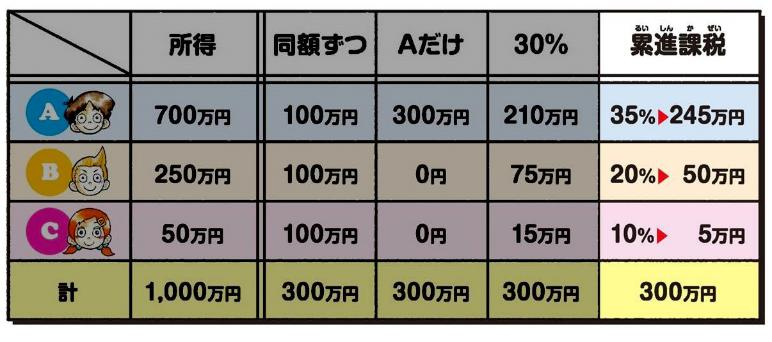 所得 同額ずつ Aだけ 30% 累進課税
るい しん か ぜい
A 700万円 100万円 300万円 210万円 35%▶245万円
B 250万円 100万円 0円 75万円 20%▶ 50万円
C 50万円 100万円 0円 15万円 10%▶ 5万円
計 1,000万円 300万円 300万円 300万円 300万円